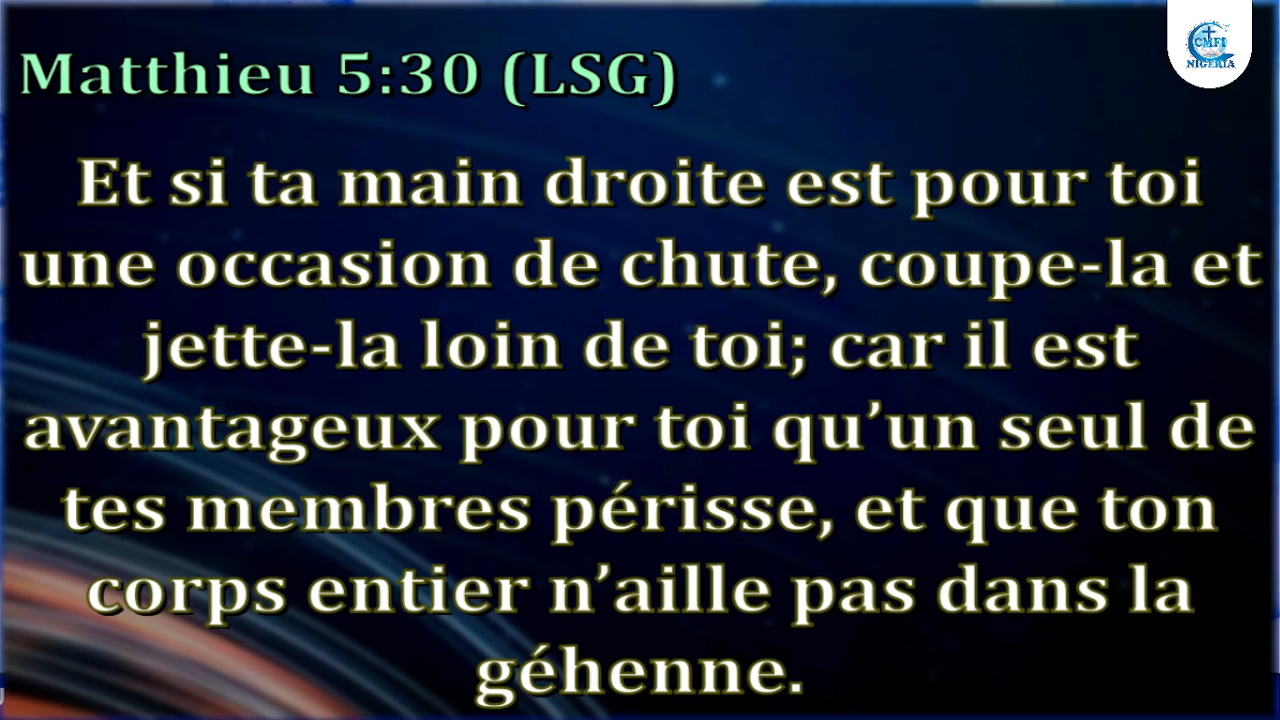 Matthieu 5:30 (LSG)
CMFI
NIGERIA
Et si ta main droite est pour toi
une occasion de chute, coupe-la et
jette-la loin de toi; car il est
avantageux pour toi qu’un seul de
tes membres périsse, et que ton
corps entier n’aille pas dans la
géhenne.